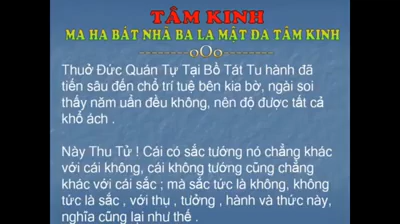 TÂM KINH
MA HA BÁT NHÃ BA LA MẬT DA TÂM KINH
-----------------oOo-----------------
Thuở Đức Quán Tự Tại Bồ Tát Tu hành đã
tiến sâu đến chổ trí tuệ bên kia bờ, ngài soi
thấy năm uẩn đều không, nên độ được tất cả
khổ ách .
Này Thu Tử ! Cái có sắc tướng nó chẳng khác
với cái không, cái không tướng cũng chẳng
khác với cái sắc ; mà sắc tức là không, không
tức là sắc , với thụ , tưởng , hành và thức này,
nghĩa cũng lại như thế .